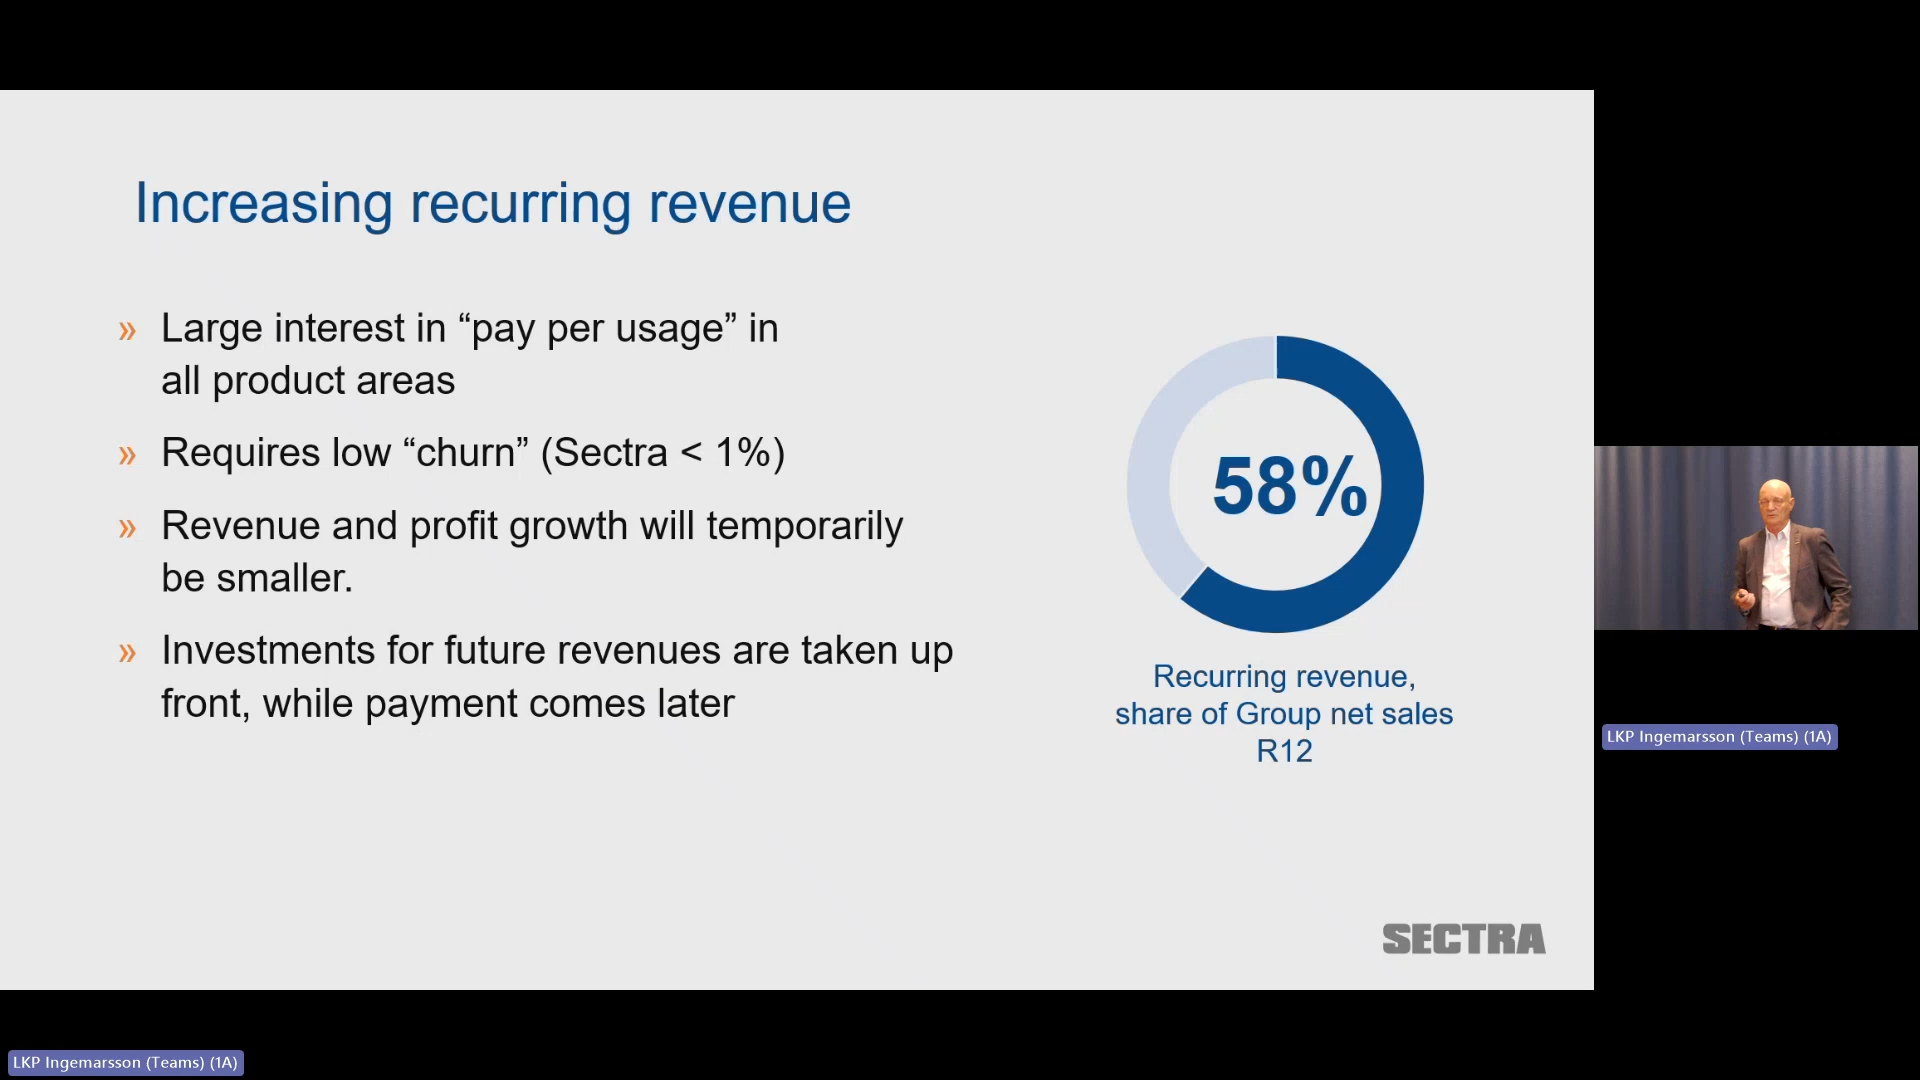 Increasing recurring revenue
» Large interest in “pay per usage” in
all product areas
» Requires low “churn” (Sectra < 1%)
» Revenue and profit growth will temporarily
be smaller.
» Investments for future revenues are taken up
front, while payment comes later
58%
Recurring revenue,
share of Group net sales
R12
SECTRA
LKP Ingemarsson (Teams) (1A)
LKP Ingemarsson (Teams) (1A)